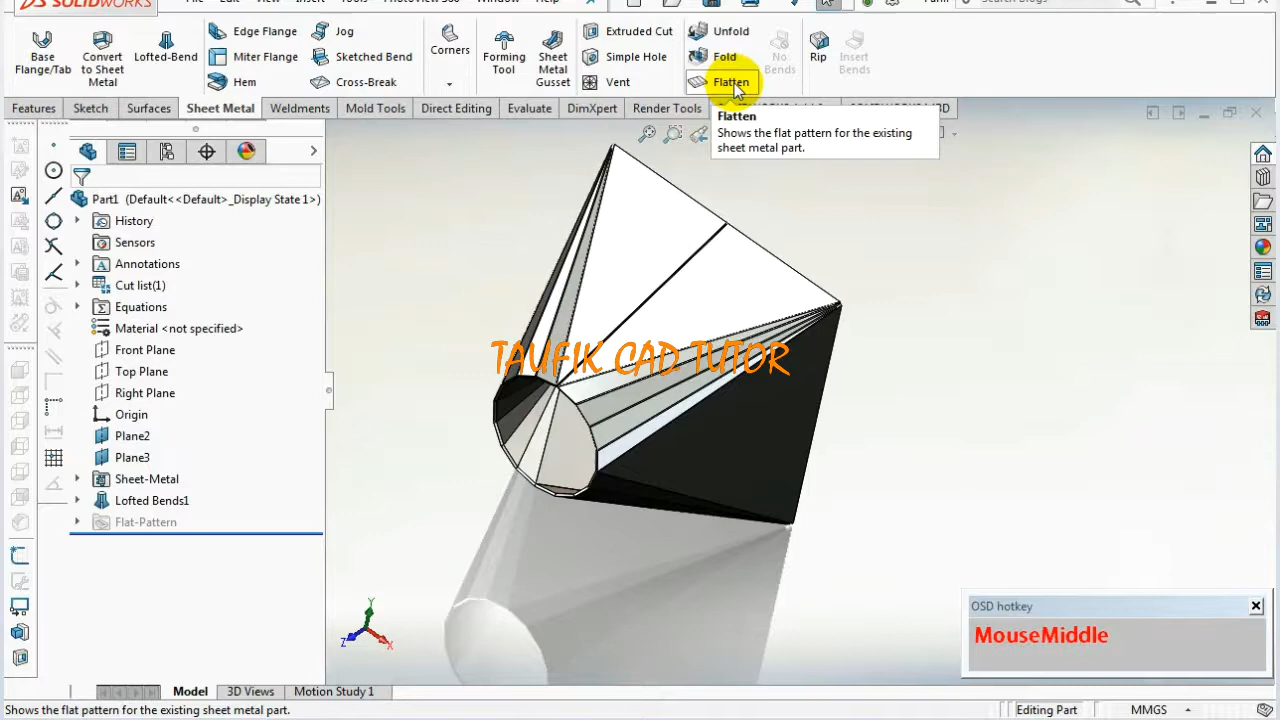 SOLIDWORKS
Base Flange/Tab
Convert to Sheet Metal
Lofted-Bend
Edge Flange
Miter Flange
Hem
Jog
Sketched Bend
Cross-Break
Corners
Forming Tool
Sheet Metal Gusset
Extruded Cut
Simple Hole
Vent
Unfold
Fold
Flatten
No Bends
Rip
Insert Bends
Features
Sketch
Surfaces
Sheet Metal
Weldments
Mold Tools
Direct Editing
Evaluate
DimXpert
Render Tools
Flatten
Shows the flat pattern for the existing
sheet metal part.
Part1 (Default<<Default>_Display State 1>)
History
Sensors
Annotations
Cut list(1)
Equations
Material <not specified>
Front Plane
Top Plane
Right Plane
Origin
Plane2
Plane3
Sheet-Metal
Lofted Bends1
Flat-Pattern
TAUFIK CAD TUTOR
Y
Z
X
OSD hotkey
MouseMiddle
Model
3D Views
Motion Study 1
Shows the flat pattern for the existing sheet metal part.
Editing Part
MMGS